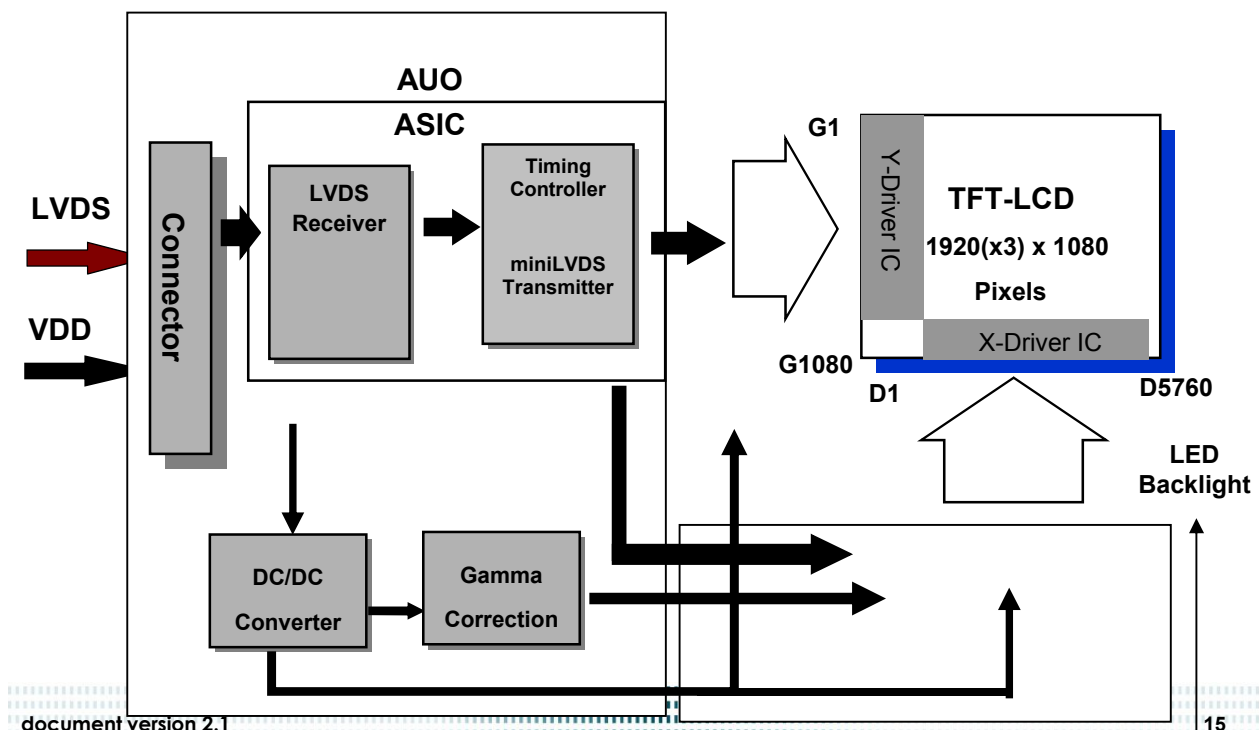 AUO
ASIC
LVDS
VDD
Connector
LVDS
Receiver
Timing
Controller
miniLVDS
Transmitter
G1
Y-Driver IC
TFT-LCD
1920(x3) x 1080
Pixels
X-Driver IC
G1080
D1
D5760
LED
Backlight
DC/DC
Converter
Gamma
Correction
document version 2.1
15